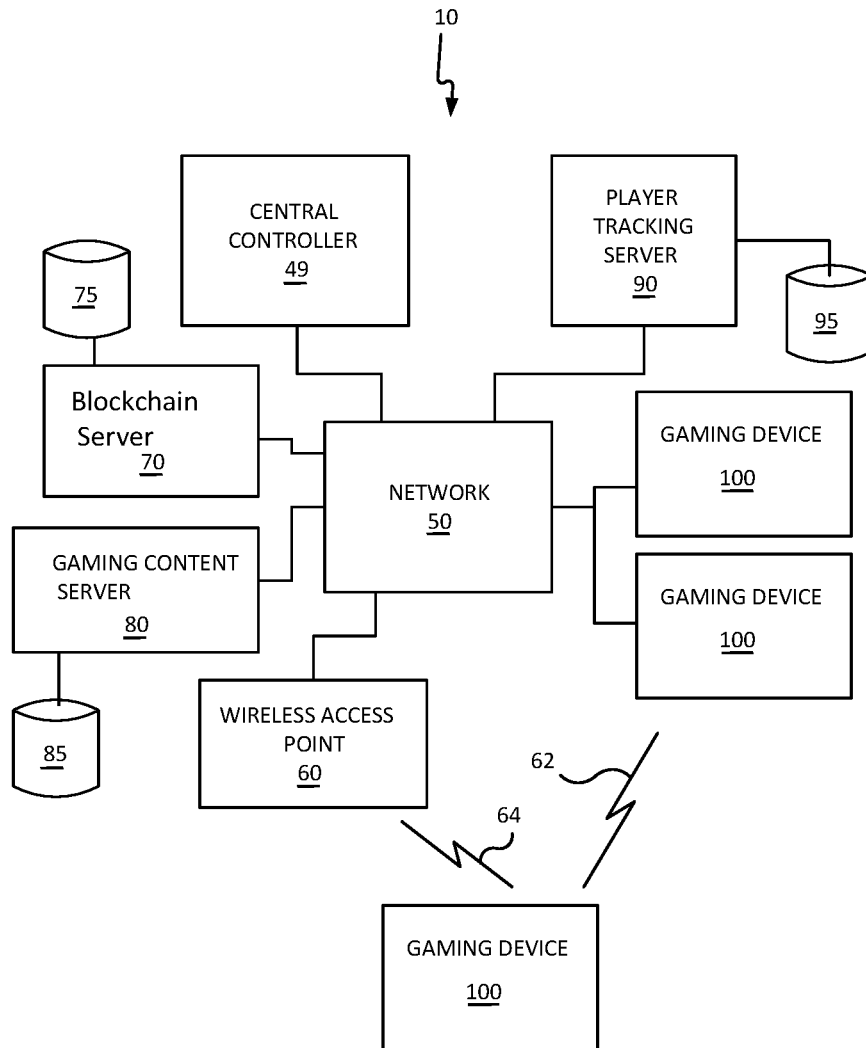 10
CENTRAL
CONTROLLER
49
PLAYER
TRACKING
SERVER
90
75
95
Blockchain
Server
70
NETWORK
50
GAMING DEVICE
100
GAMING CONTENT
SERVER
80
GAMING DEVICE
100
85
WIRELESS ACCESS
POINT
60
62
64
GAMING DEVICE
100